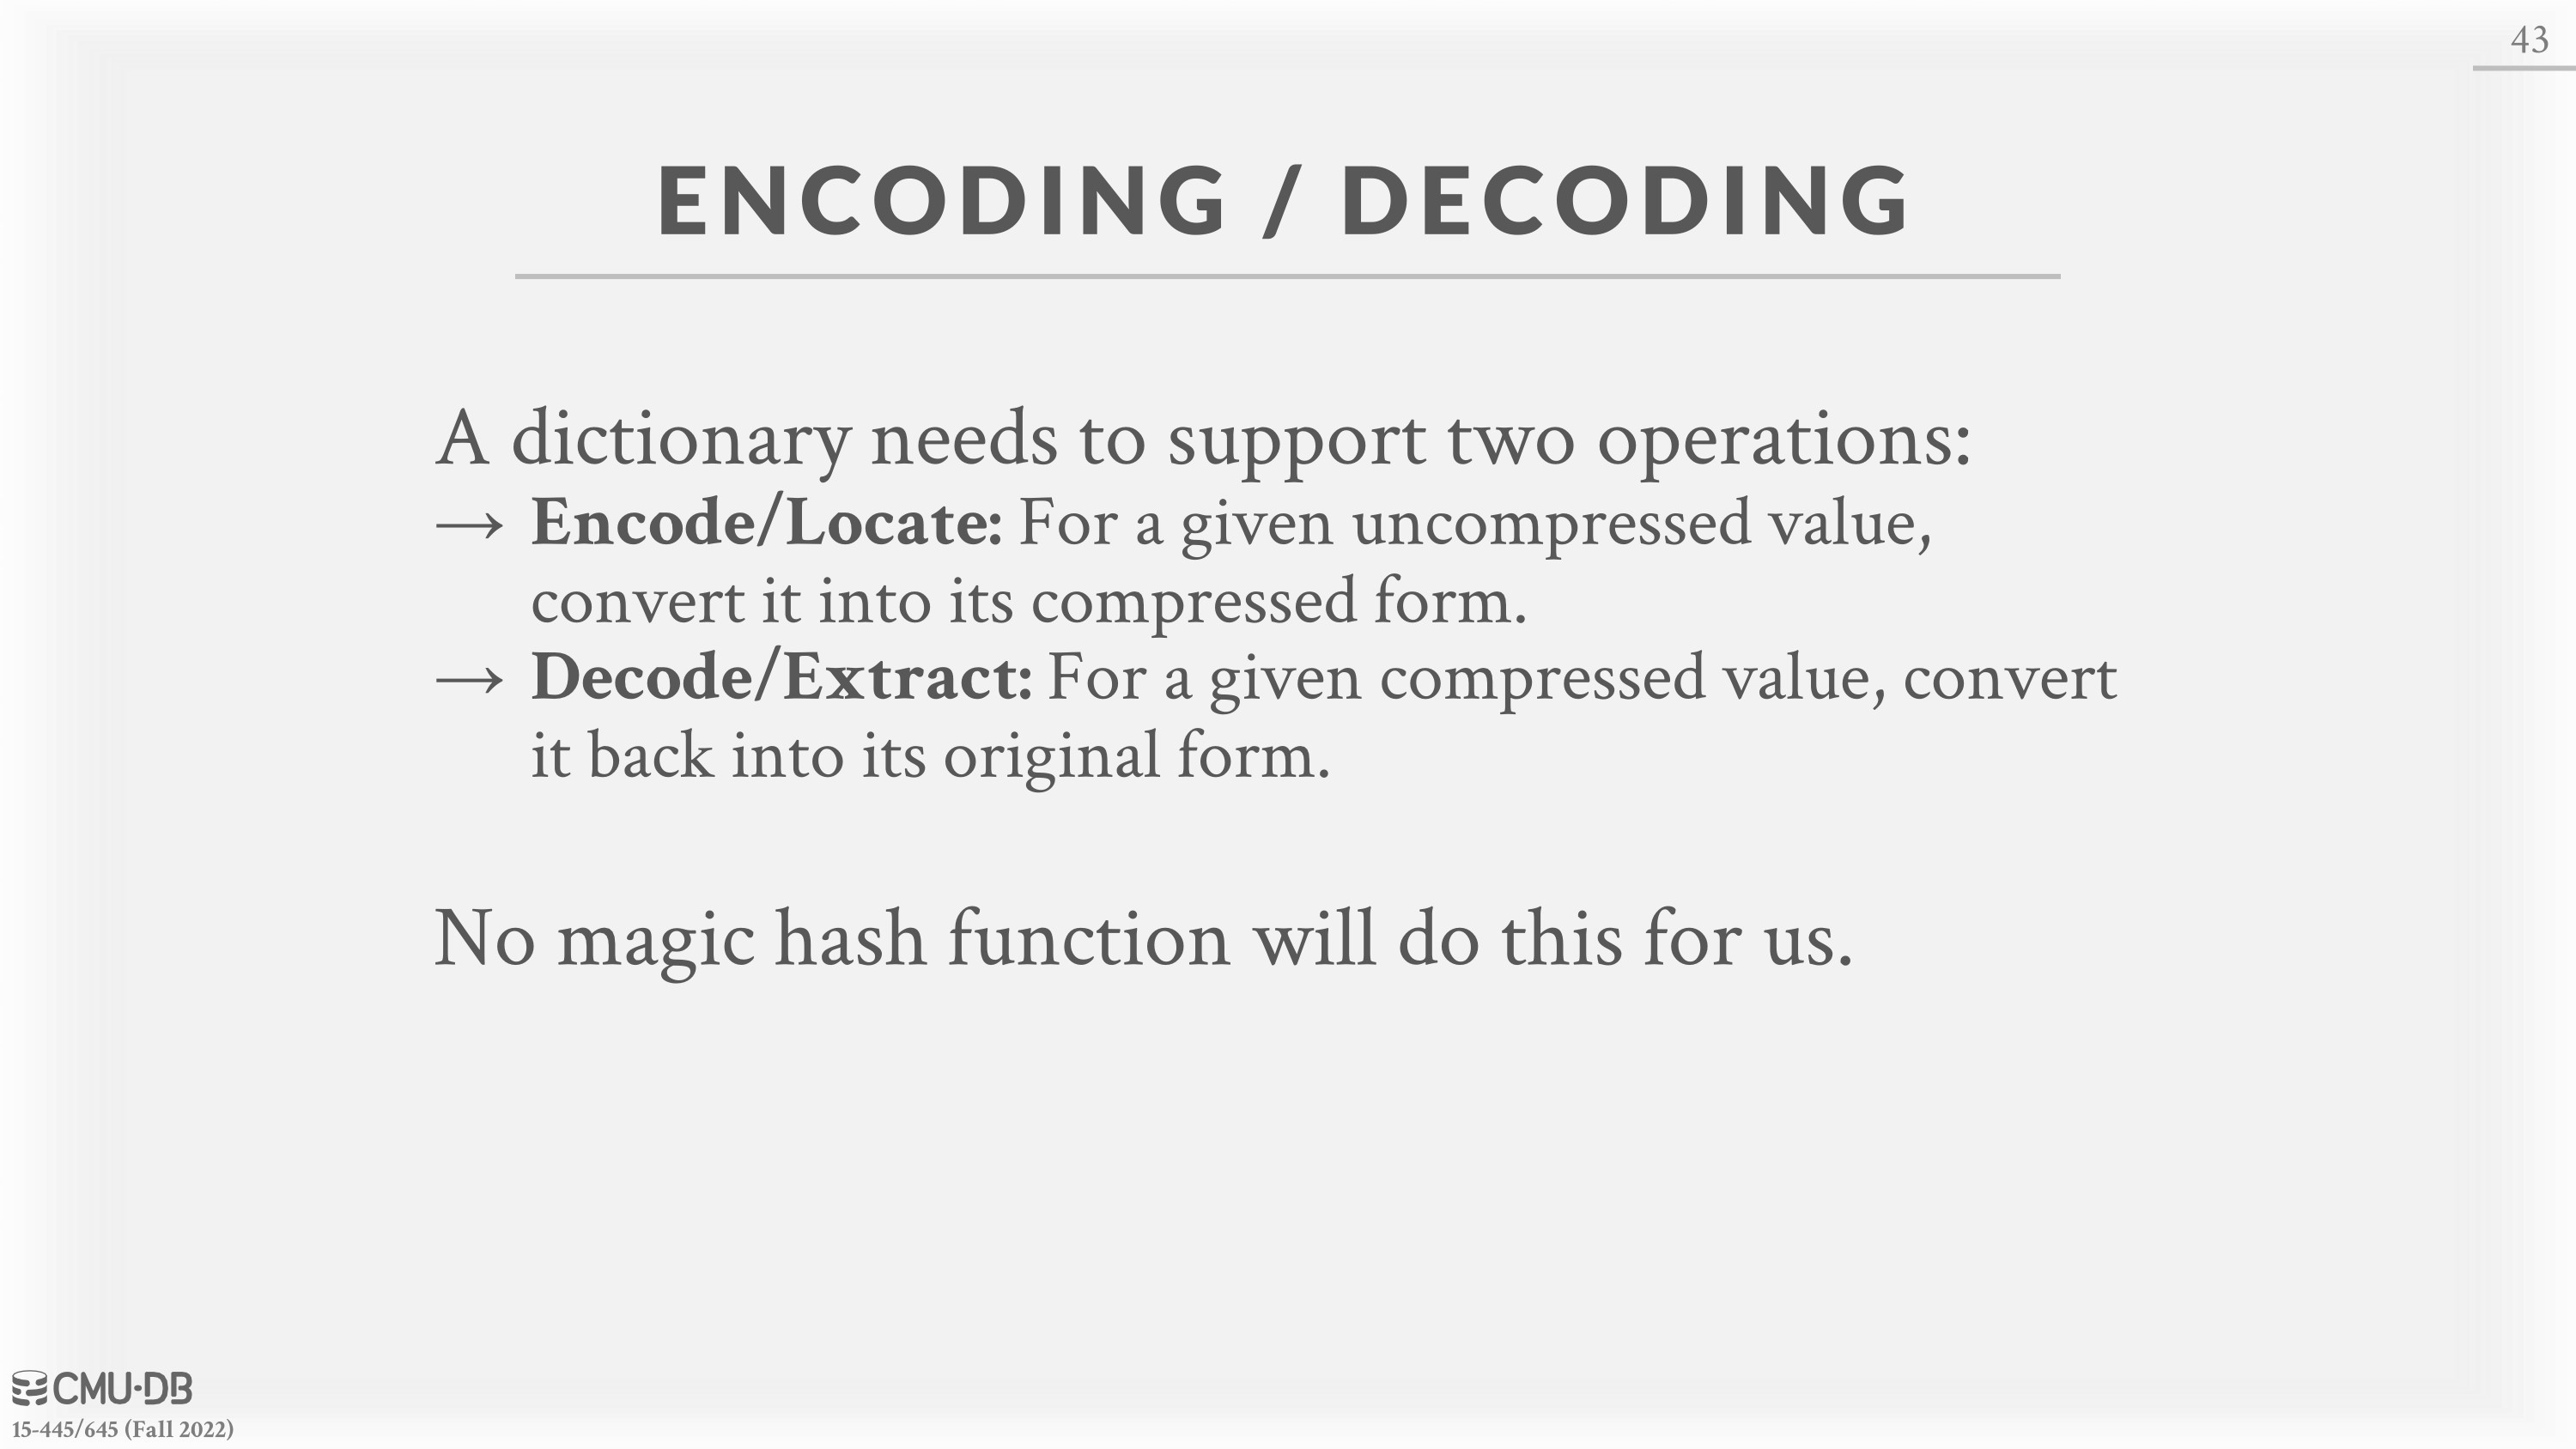 43
ENCODING / DECODING
A dictionary needs to support two operations:
→ Encode/Locate: For a given uncompressed value,
convert it into its compressed form.
→ Decode/Extract: For a given compressed value, convert
it back into its original form.
No magic hash function will do this for us.
CMU·DB
15-445/645 (Fall 2022)